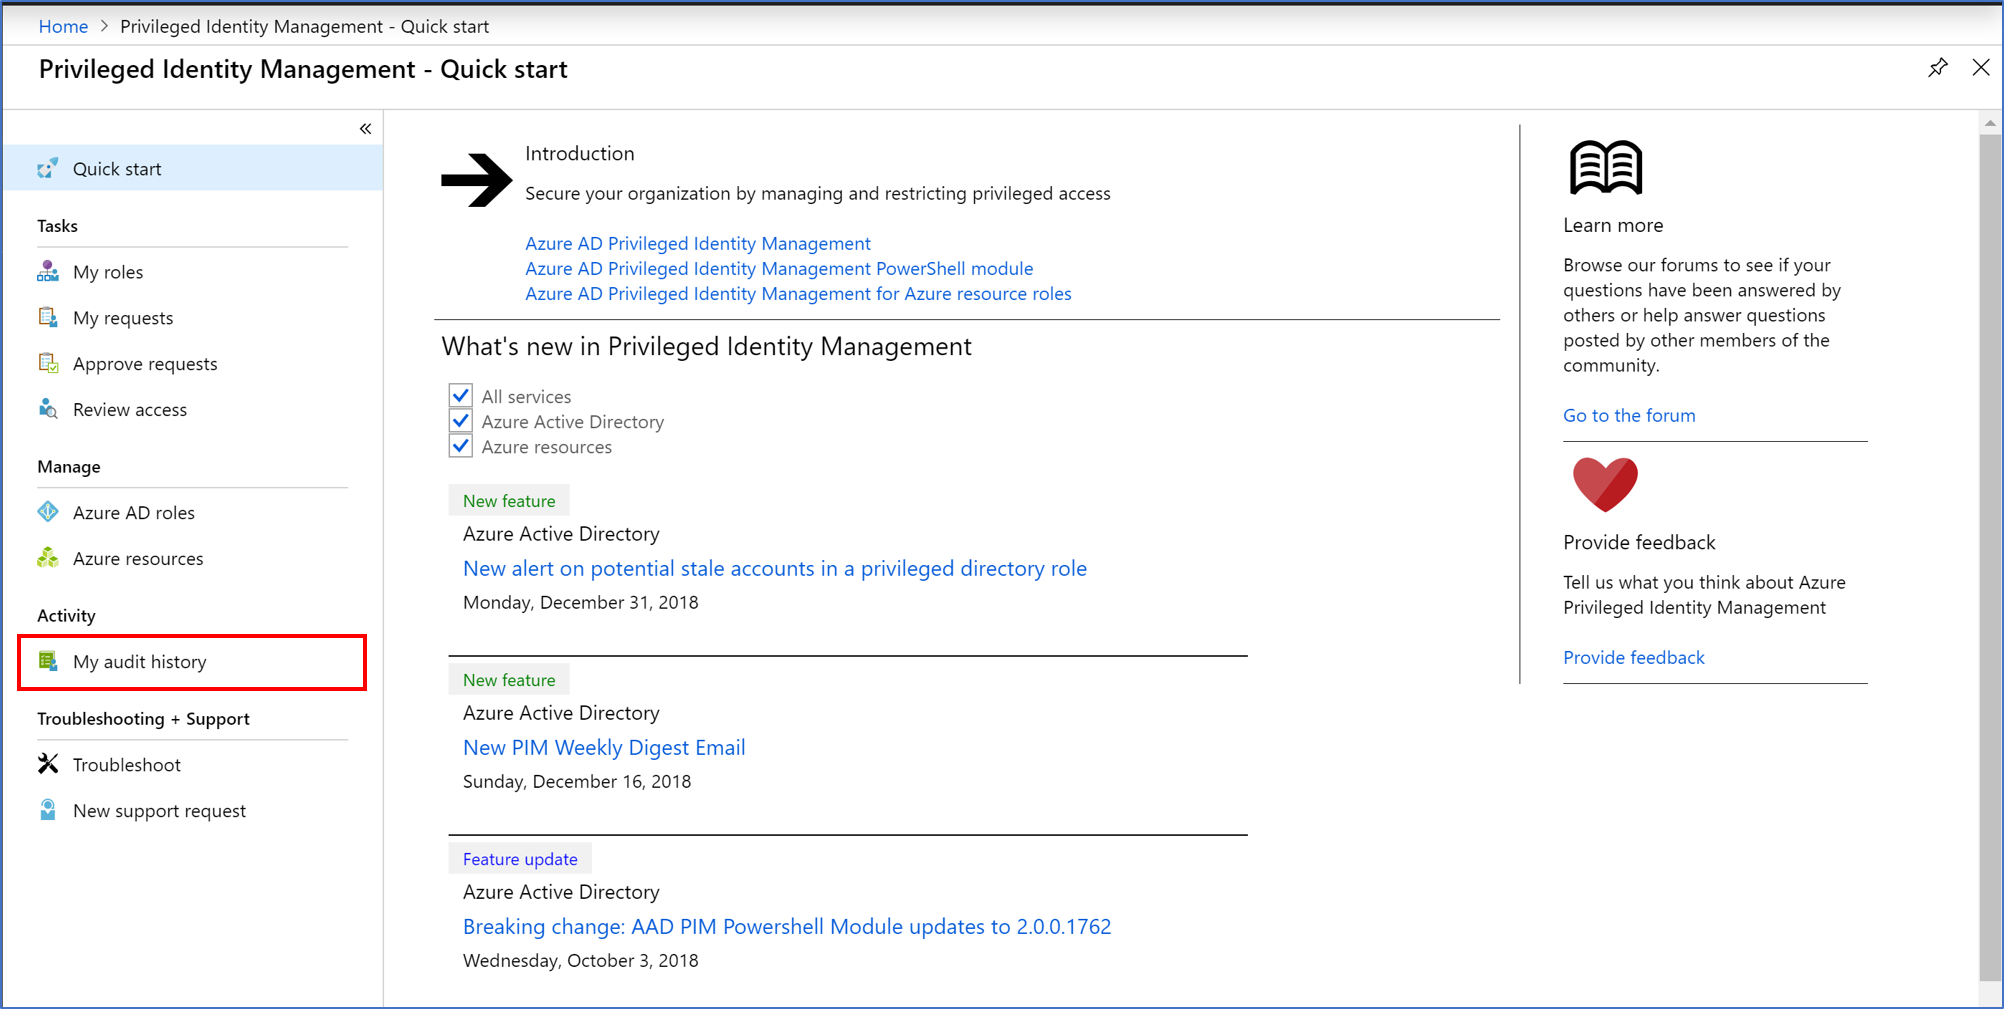 Home > Privileged Identity Management - Quick start
Privileged Identity Management - Quick start
«
Quick start
Tasks
My roles
My requests
Approve requests
Review access
Manage
Azure AD roles
Azure resources
Activity
My audit history
Troubleshooting + Support
Troubleshoot
New support request
Introduction
Secure your organization by managing and restricting privileged access
Azure AD Privileged Identity Management
Azure AD Privileged Identity Management PowerShell module
Azure AD Privileged Identity Management for Azure resource roles
What's new in Privileged Identity Management
All services
Azure Active Directory
Azure resources
New feature
Azure Active Directory
New alert on potential stale accounts in a privileged directory role
Monday, December 31, 2018
New feature
Azure Active Directory
New PIM Weekly Digest Email
Sunday, December 16, 2018
Feature update
Azure Active Directory
Breaking change: AAD PIM Powershell Module updates to 2.0.0.1762
Wednesday, October 3, 2018
Learn more
Browse our forums to see if your
questions have been answered by
others or help answer questions
posted by other members of the
community.
Go to the forum
Provide feedback
Tell us what you think about Azure
Privileged Identity Management
Provide feedback